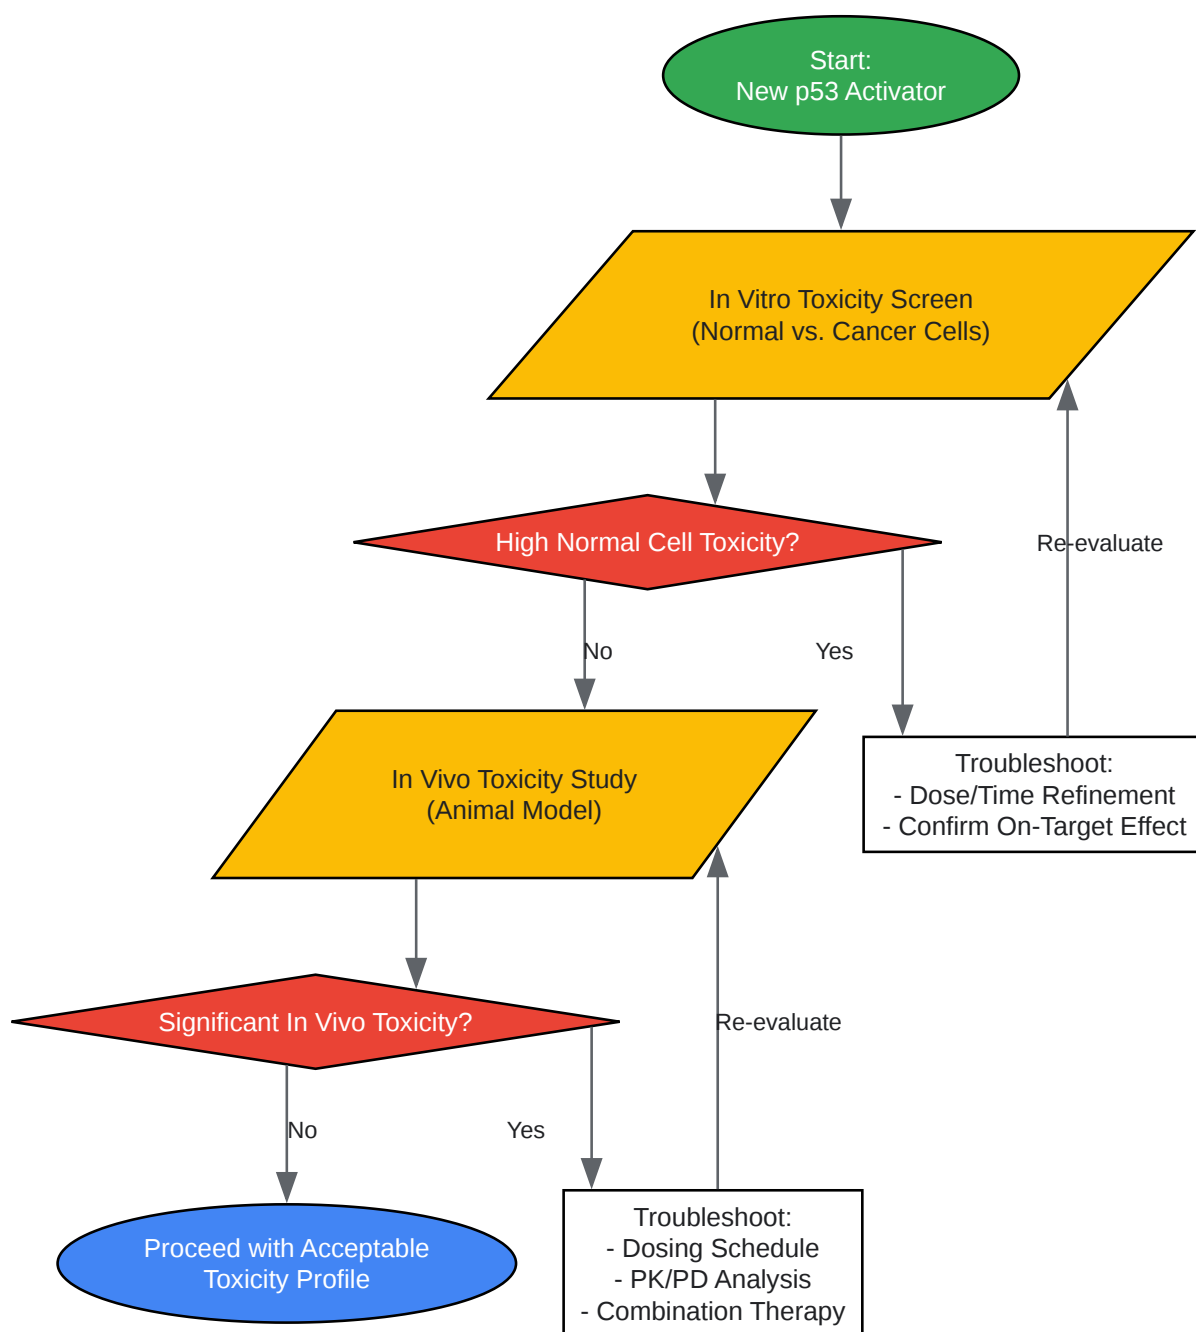 Start:
New p53 Activator
In Vitro Toxicity Screen
(Normal vs. Cancer Cells)
High Normal Cell Toxicity?
Re-evaluate
No
Yes
Troubleshoot:
- Dose/Time Refinement
- Confirm On-Target Effect
In Vivo Toxicity Study
(Animal Model)
Significant In Vivo Toxicity?
Re-evaluate
No
Yes
Proceed with Acceptable
Toxicity Profile
Troubleshoot:
- Dosing Schedule
- PK/PD Analysis
- Combination Therapy